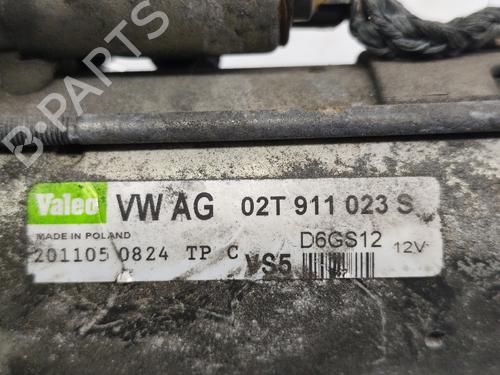 Valeo VW AG 02T 911 023 S
MADE IN POLAND D6GS12 12V
201105 0824 TP C VS5
B-PARTS